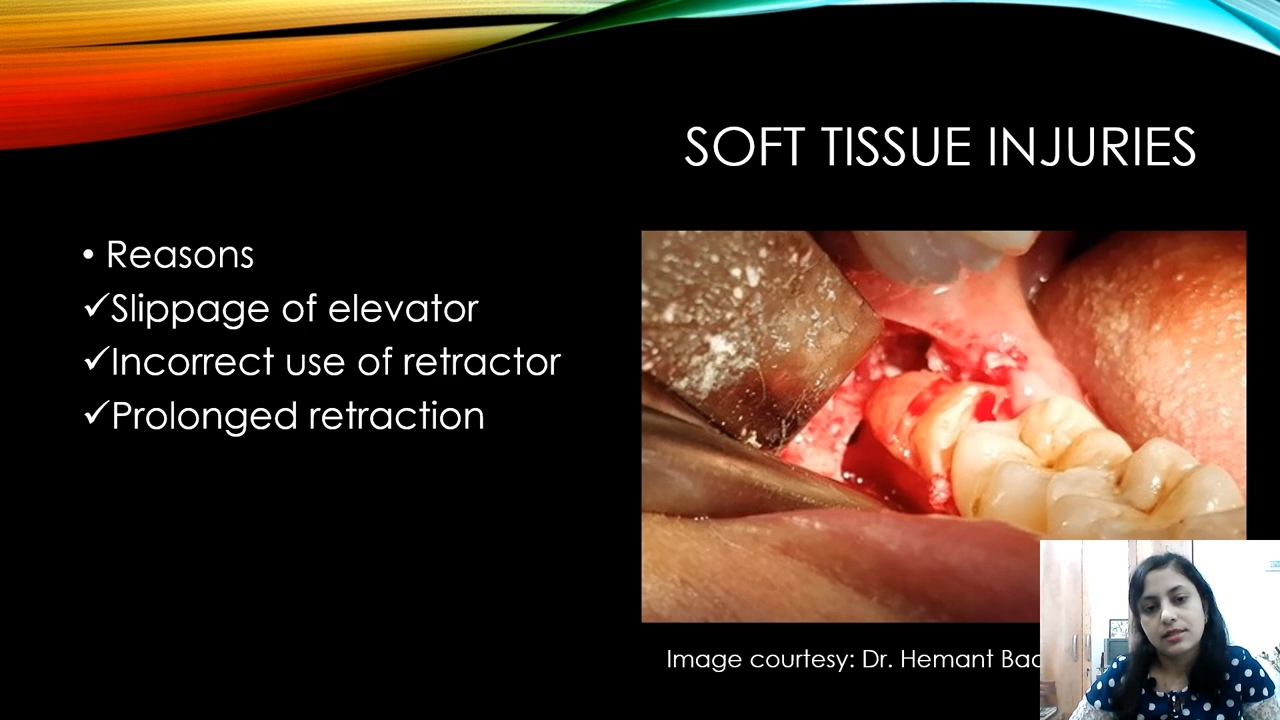 SOFT TISSUE INJURIES
• Reasons
✓Slippage of elevator
✓Incorrect use of retractor
✓Prolonged retraction
Image courtesy: Dr. Hemant